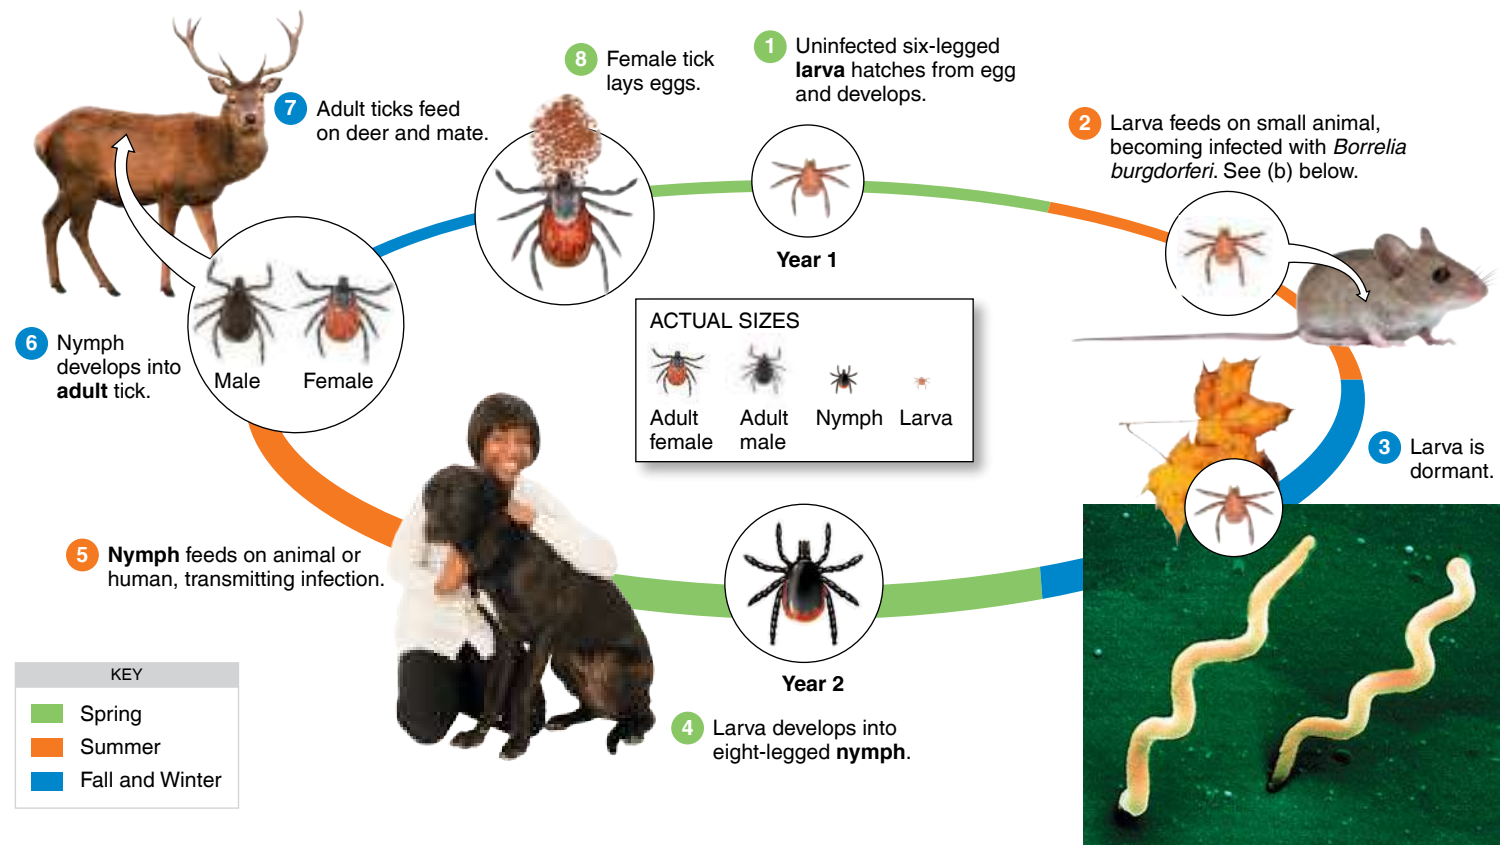 8 Female tick
lays eggs.
1 Uninfected six-legged
larva hatches from egg
and develops.
7 Adult ticks feed
on deer and mate.
2 Larva feeds on small animal,
becoming infected with Borrelia
burgdorferi. See (b) below.
Year 1
ACTUAL SIZES
Adult
female
Adult
male
Nymph
Larva
6 Nymph
develops into
adult tick.
Male
Female
3 Larva is
dormant.
5 Nymph feeds on animal or
human, transmitting infection.
Year 2
4 Larva develops into
eight-legged nymph.
KEY
Spring
Summer
Fall and Winter